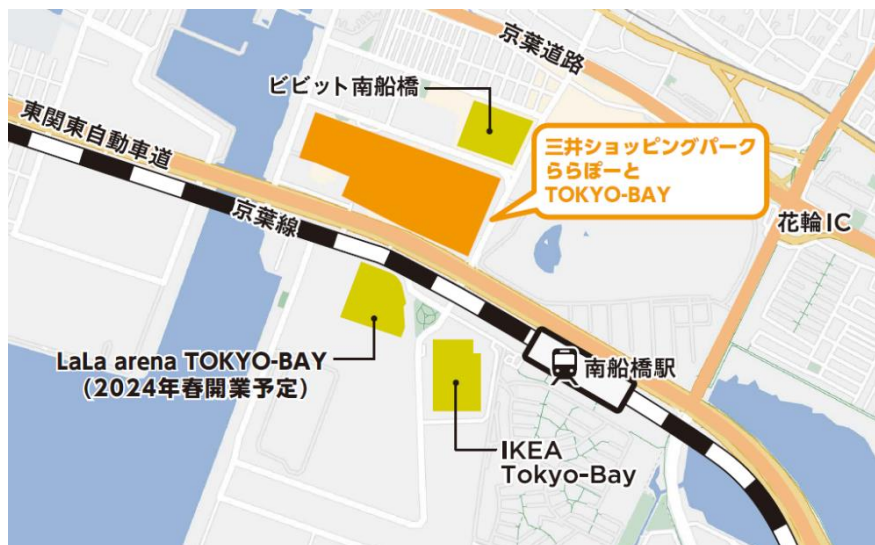 京葉道路
ビビット南船橋
東関東自動車道
三井ショッピングパーク
ららぽーと
TOKYO-BAY
京葉線
花輪IC
LaLa arena TOKYO-BAY
(2024年春開業予定)
南船橋駅
IKEA
Tokyo-Bay